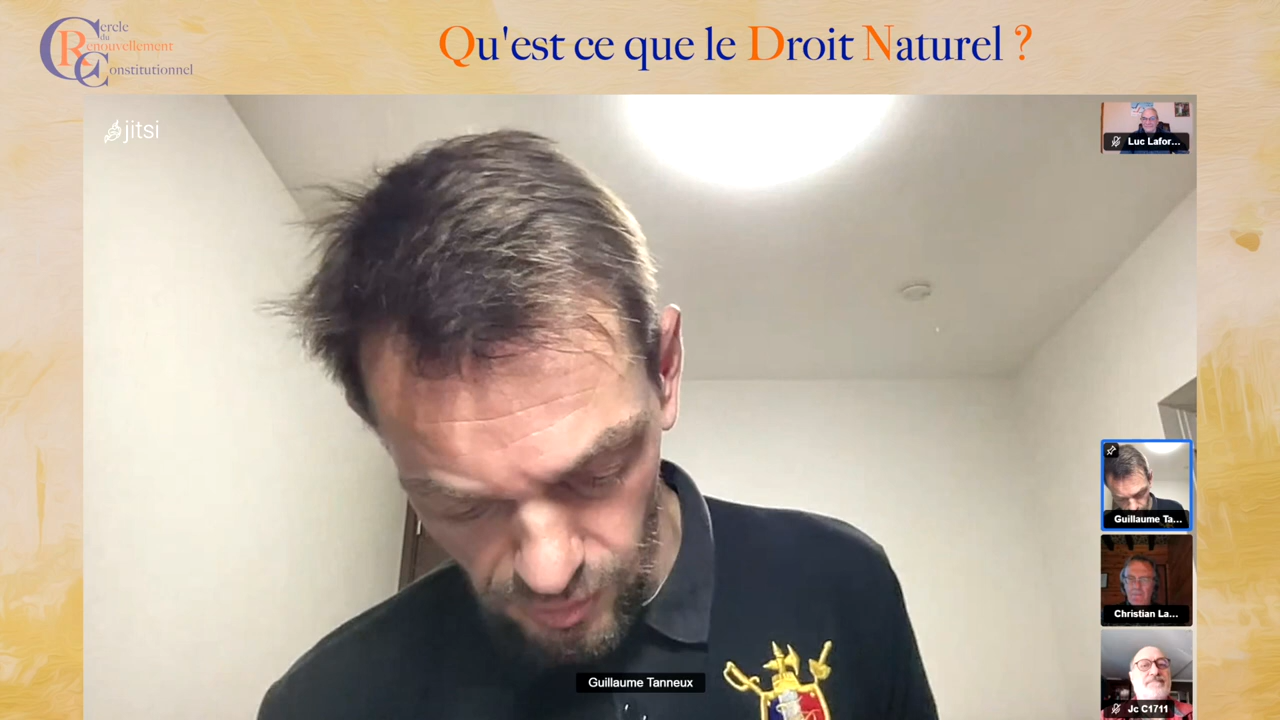 Cercle
du
Renouvellement
Constitutionnel
Qu'est ce que le Droit Naturel ?
jitsi
Luc Lafor...
Guillaume Ta...
Christian La...
Jc C1711
Guillaume Tanneux